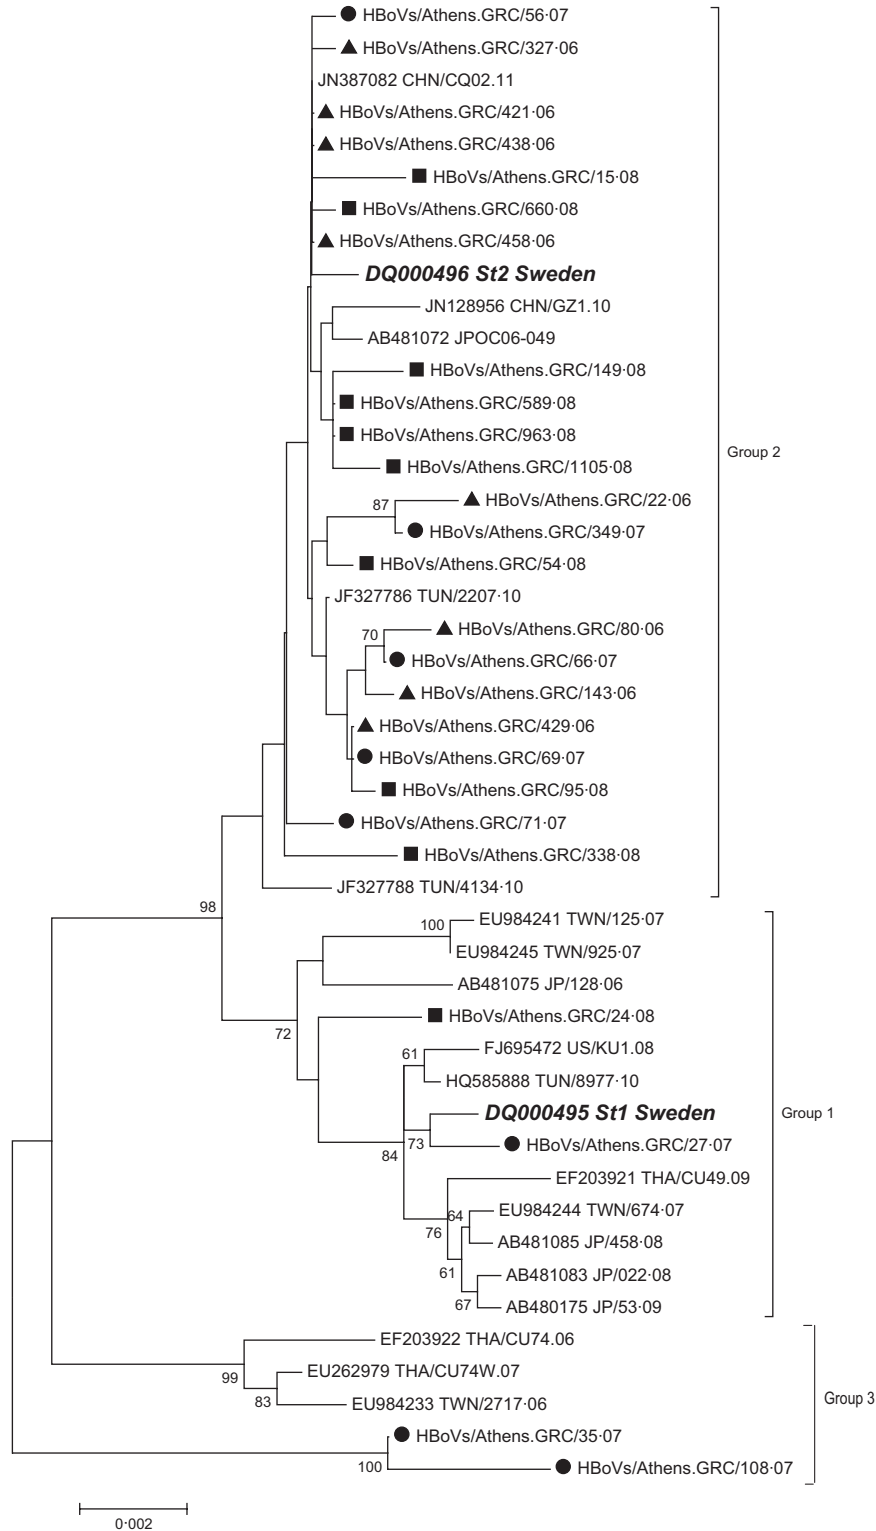 HBoVs/Athens.GRC/56·07
HBoVs/Athens.GRC/327·06
JN387082 CHN/CQ02.11
HBoVs/Athens.GRC/421·06
HBoVs/Athens.GRC/438·06
HBoVs/Athens.GRC/15·08
HBoVs/Athens.GRC/660·08
HBoVs/Athens.GRC/458·06
DQ000496 St2 Sweden
JN128956 CHN/GZ1.10
AB481072 JPOC06-049
HBoVs/Athens.GRC/149·08
HBoVs/Athens.GRC/589·08
HBoVs/Athens.GRC/963·08
Group 2
HBoVs/Athens.GRC/1105·08
87
HBoVs/Athens.GRC/22·06
HBoVs/Athens.GRC/349·07
HBoVs/Athens.GRC/54·08
JF327786 TUN/2207·10
70
HBoVs/Athens.GRC/80·06
HBoVs/Athens.GRC/66·07
HBoVs/Athens.GRC/143·06
HBoVs/Athens.GRC/429·06
HBoVs/Athens.GRC/69·07
HBoVs/Athens.GRC/95·08
HBoVs/Athens.GRC/71·07
HBoVs/Athens.GRC/338·08
JF327788 TUN/4134·10
98
100
EU984241 TWN/125·07
EU984245 TWN/925·07
AB481075 JP/128·06
HBoVs/Athens.GRC/24·08
72
61
FJ695472 US/KU1.08
HQ585888 TUN/8977·10
DQ000495 St1 Sweden
Group 1
73
HBoVs/Athens.GRC/27·07
84
EF203921 THA/CU49.09
64
EU984244 TWN/674·07
76
AB481085 JP/458·08
61
AB481083 JP/022·08
67
AB480175 JP/53·09
EF203922 THA/CU74.06
99
EU262979 THA/CU74W.07
83
EU984233 TWN/2717·06
Group 3
HBoVs/Athens.GRC/35·07
100
HBoVs/Athens.GRC/108·07
0·002